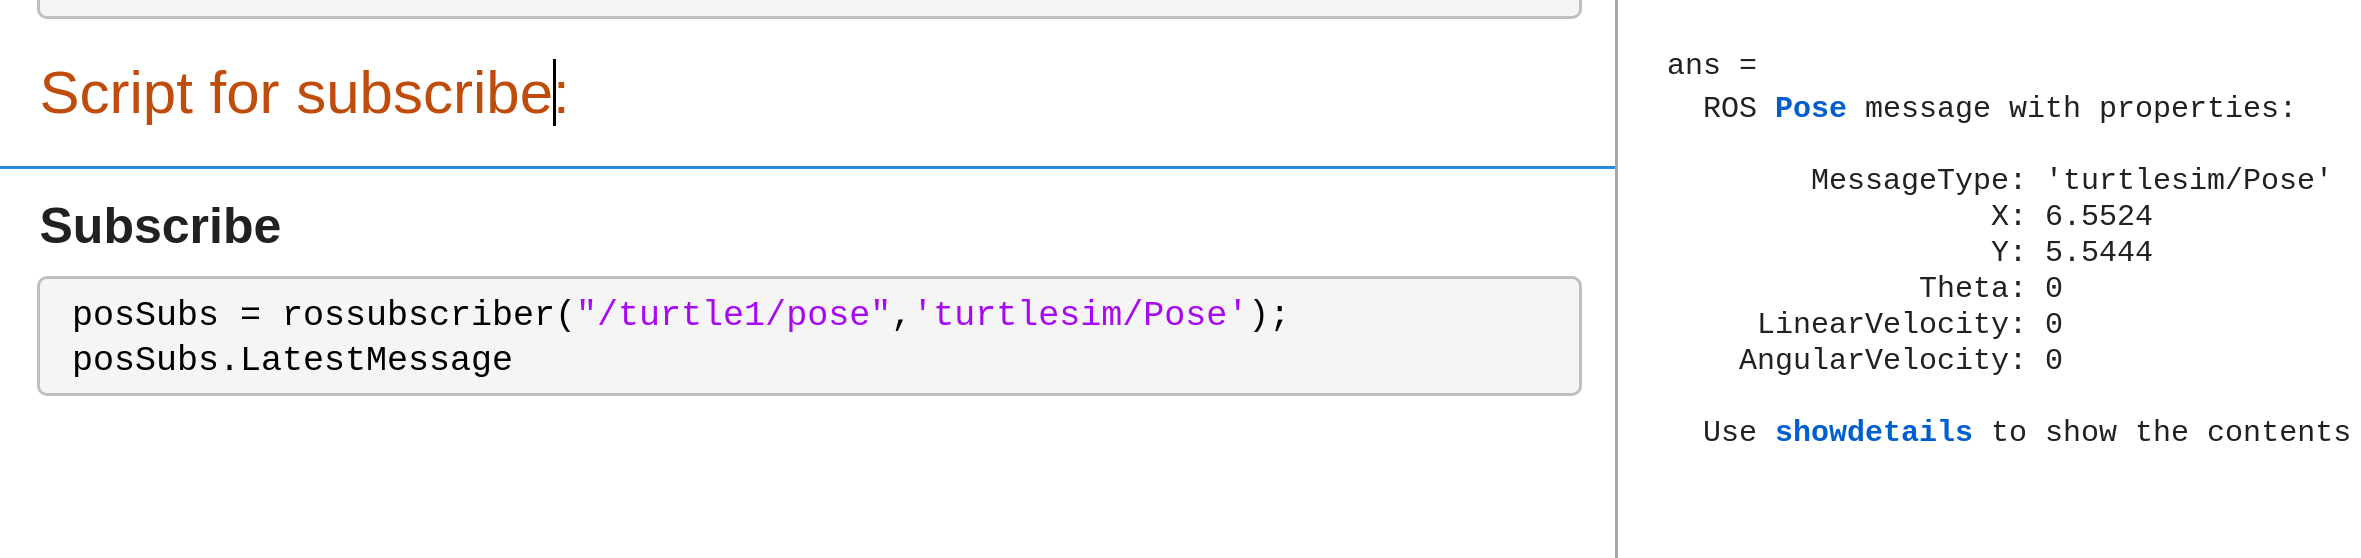 Script for subscribe:
Subscribe
posSubs = rossubscriber("/turtle1/pose",'turtlesim/Pose');
posSubs.LatestMessage
ans =
ROS Pose message with properties:
MessageType: 'turtlesim/Pose'
X: 6.5524
Y: 5.5444
Theta: 0
LinearVelocity: 0
AngularVelocity: 0
Use showdetails to show the contents